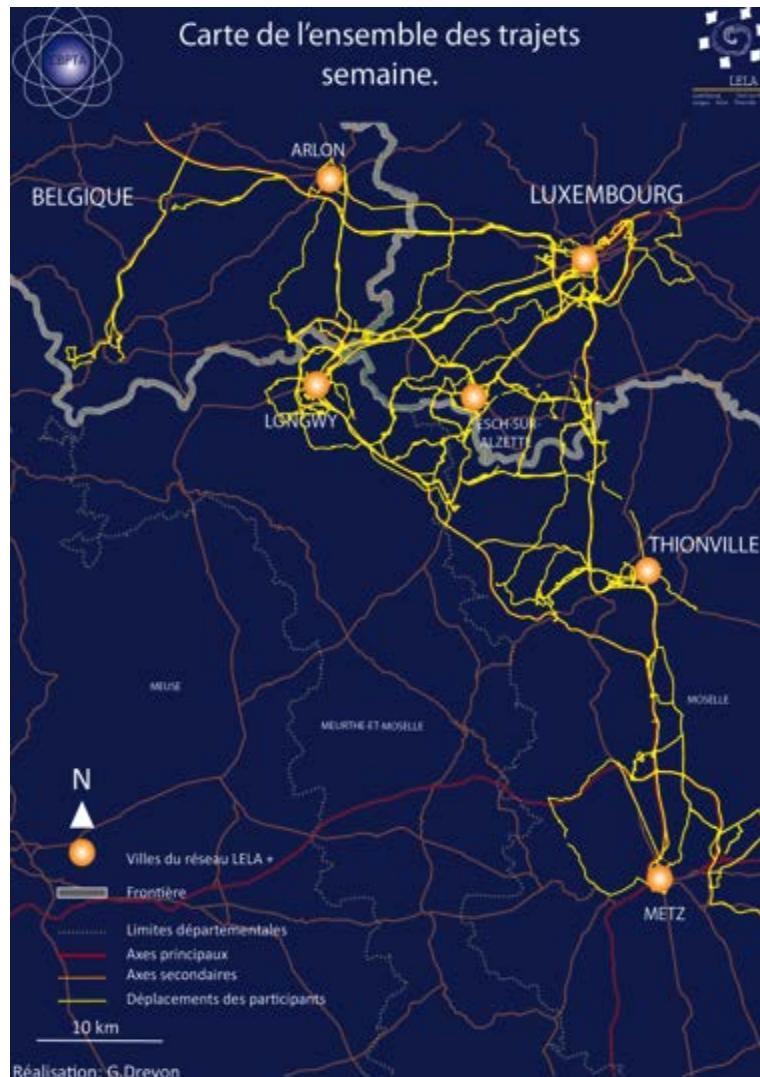 Carte de l'ensemble des trajets
semaine.
LELA
ARLON
BELGIQUE
LUXEMBOURG
LONGWY
ESCH-SUR-
ALZETTE
THIONVILLE
MEUSE
MEURTHE-ET-MOSELLE
MOSELLE
METZ
N
Villes du réseau LELA +
Frontière
Limites départementales
Axes principaux
Axes secondaires
Déplacements des participants
10 km
Réalisation: G.Drevon